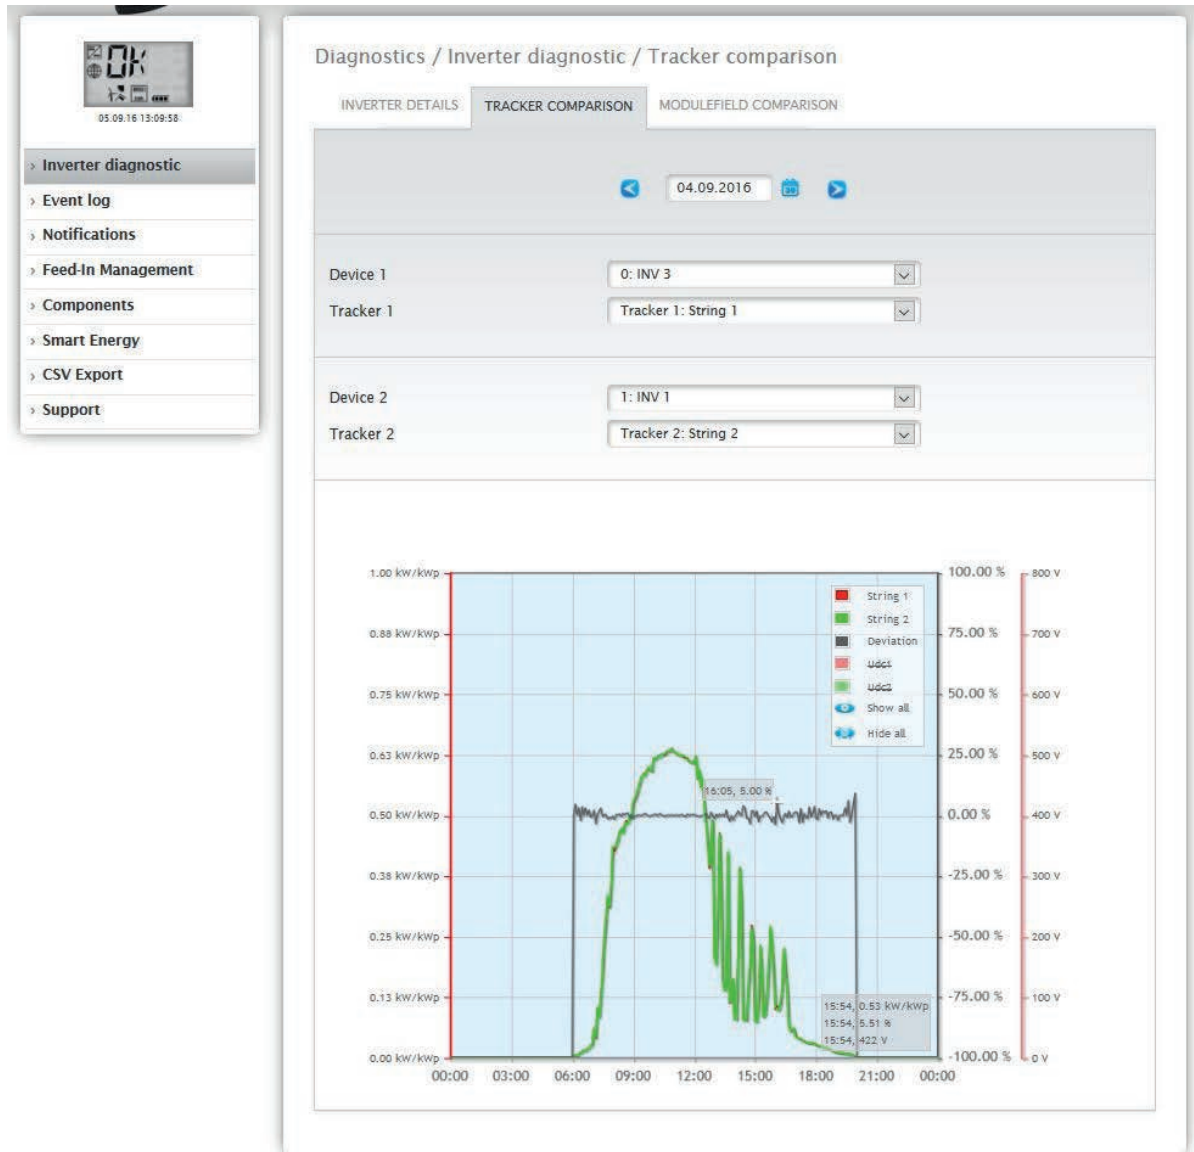 OK
05.09.16 13:09:58
Inverter diagnostic
Event log
Notifications
Feed-In Management
Components
Smart Energy
CSV Export
Support
Diagnostics / Inverter diagnostic / Tracker comparison
INVERTER DETAILS TRACKER COMPARISON MODULEFIELD COMPARISON
04.09.2016
Device 1 0: INV 3
Tracker 1 Tracker 1: String 1
Device 2 1: INV 1
Tracker 2 Tracker 2: String 2
1.00 kW/kWp 100.00 % 800 V
String 1
String 2
0.88 kW/kWp 75.00 % 700 V
Deviation
Udc1
Udc2
0.75 kW/kWp 50.00 % 600 V
Show all
Hide all
0.63 kW/kWp 25.00 % 500 V
16:05, 5.00 %
0.50 kW/kWp 0.00 % 400 V
0.38 kW/kWp -25.00 % 300 V
0.25 kW/kWp -50.00 % 200 V
0.13 kW/kWp -75.00 % 100 V
15:54, 0.53 kW/kWp
15:54, 5.51 %
15:54, 422 V
0.00 kW/kWp -100.00 % 0 V
00:00 03:00 06:00 09:00 12:00 15:00 18:00 21:00 00:00